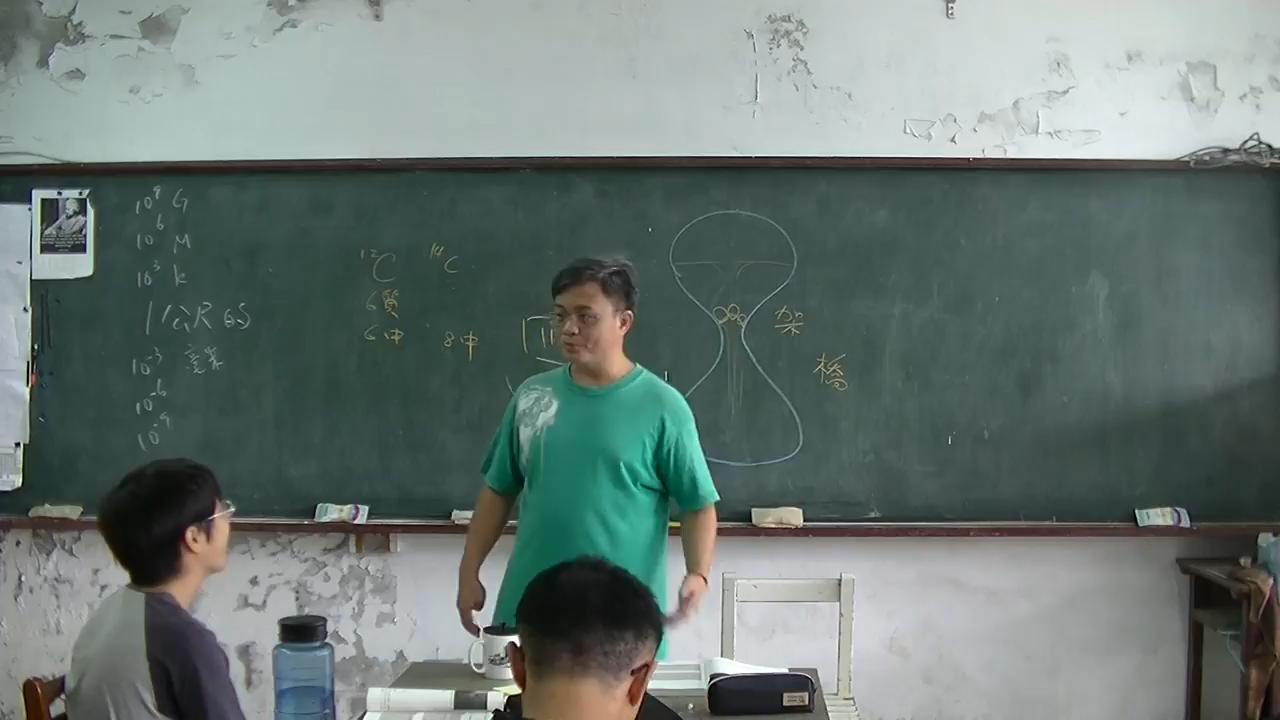 10⁹ G
10⁶ M
10³ k
1 公尺 m
10⁻³ 毫米
10⁻⁶
10⁻⁹
¹²C ¹⁴C
6質
6中 8中
架
橋